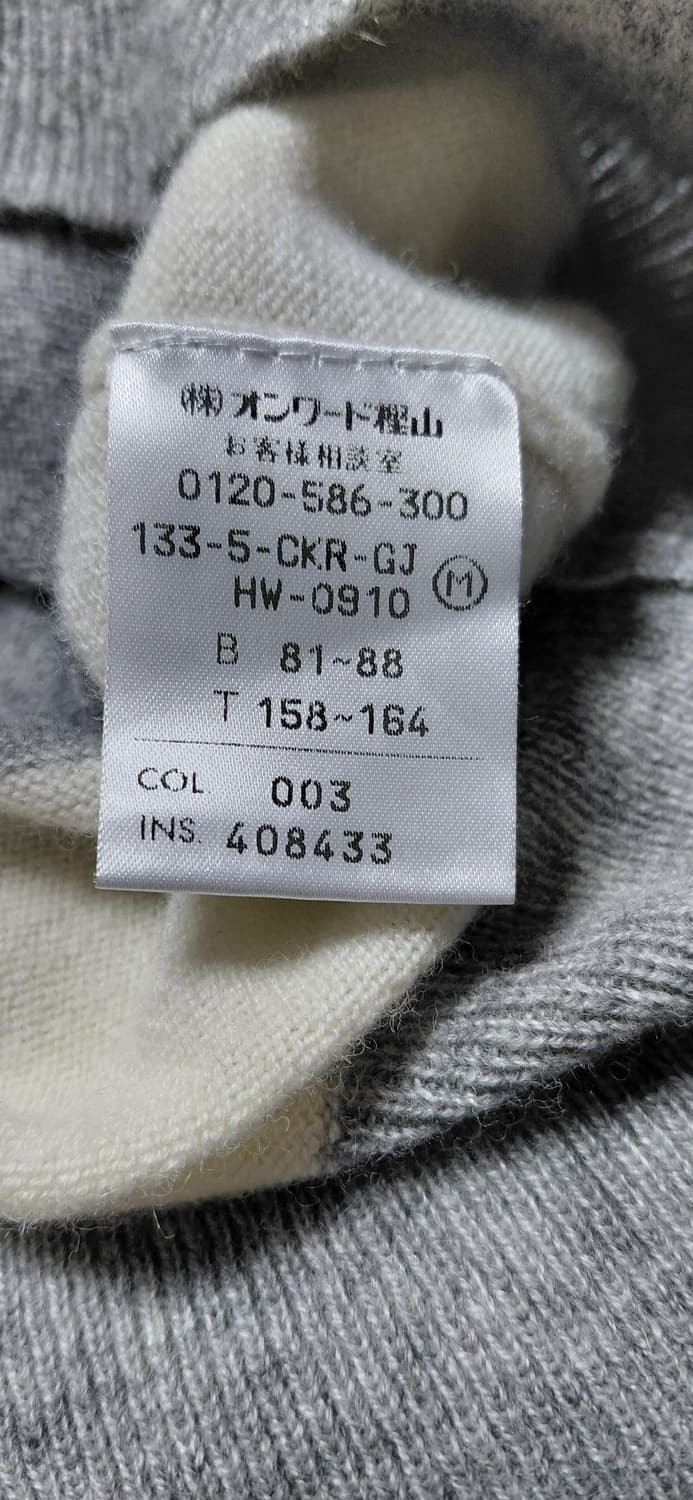 (株)オンワード樫山
お客様相談室
0120-586-300
133-5-CKR-GJ
HW-0910 M
B 81~88
T 158~164
COL 003
INS. 408433